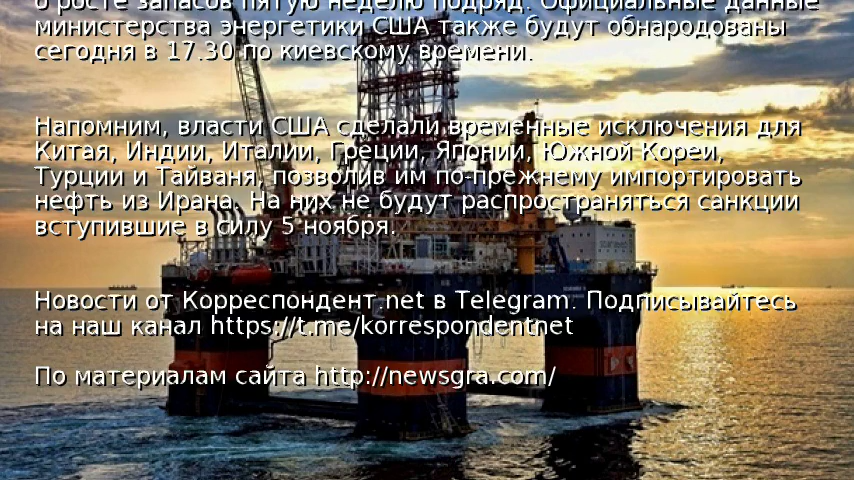 о росте запасов пятую неделю подряд. Официальные данные
министерства энергетики США также будут обнародованы
сегодня в 17.30 по киевскому времени.
Напомним, власти США сделали временные исключения для
Китая, Индии, Италии, Греции, Японии, Южной Кореи,
Турции и Тайваня, позволив им по-прежнему импортировать
нефть из Ирана. На них не будут распространяться санкции
вступившие в силу 5 ноября.
Новости от Корреспондент.net в Telegram. Подписывайтесь
на наш канал https://t.me/korrespondentnet
По материалам сайта http://newsgra.com/